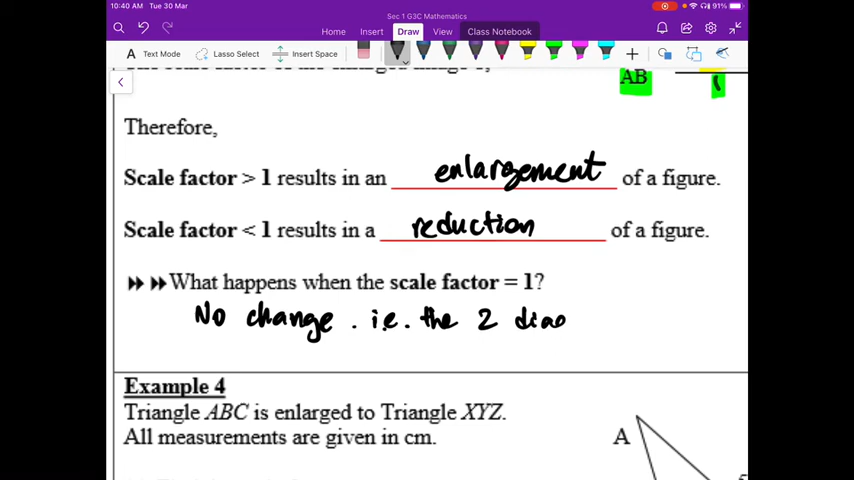 10:40 AM Tue 30 Mar
Sec 1 G3C Mathematics
91%
Home Insert Draw View Class Notebook
Text Mode Lasso Select Insert Space
AB
Therefore,
Scale factor > 1 results in an enlargement of a figure.
Scale factor < 1 results in a reduction of a figure.
What happens when the scale factor = 1?
No change. i.e. the 2 diag
Example 4
Triangle ABC is enlarged to Triangle XYZ.
All measurements are given in cm.
A